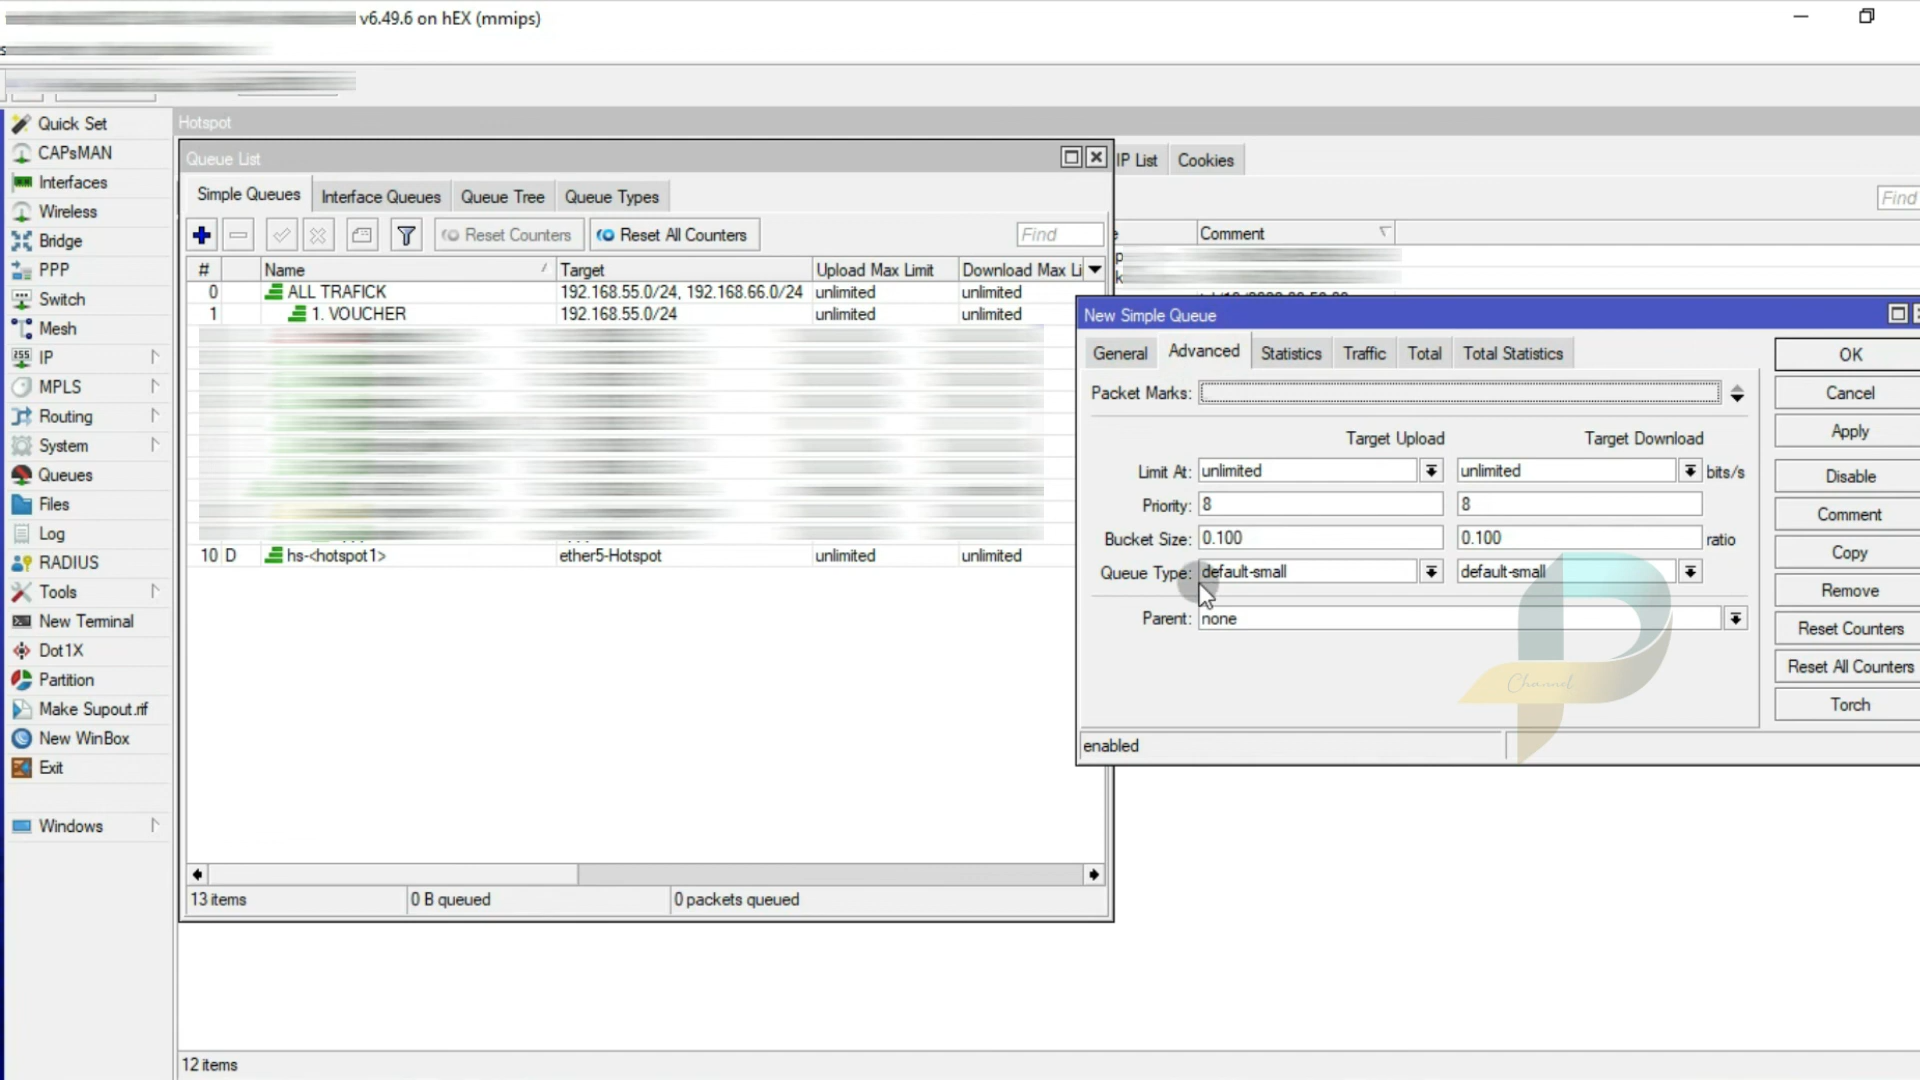 v6.49.6 on hEX (mmips)
Quick Set
CAPsMAN
Interfaces
Wireless
Bridge
PPP
Switch
Mesh
IP
MPLS
Routing
System
Queues
Files
Log
RADIUS
Tools
New Terminal
Dot1X
Partition
Make Supout.rif
New WinBox
Exit
Windows
Hotspot
IP List Cookies
Find
Comment
Queue List
Simple Queues Interface Queues Queue Tree Queue Types
Reset Counters Reset All Counters Find
# Name Target Upload Max Limit Download Max Li
0 ALL TRAFICK 192.168.55.0/24, 192.168.66.0/24 unlimited unlimited
1 1. VOUCHER 192.168.55.0/24 unlimited unlimited
10 D hs-<hotspot1> ether5-Hotspot unlimited unlimited
13 items 0 B queued 0 packets queued
12 items
New Simple Queue
General Advanced Statistics Traffic Total Total Statistics
Packet Marks:
Target Upload Target Download
Limit At: unlimited unlimited bits/s
Priority: 8 8
Bucket Size: 0.100 0.100 ratio
Queue Type: default-small default-small
Parent: none
enabled
OK
Cancel
Apply
Disable
Comment
Copy
Remove
Reset Counters
Reset All Counters
Torch
Channel